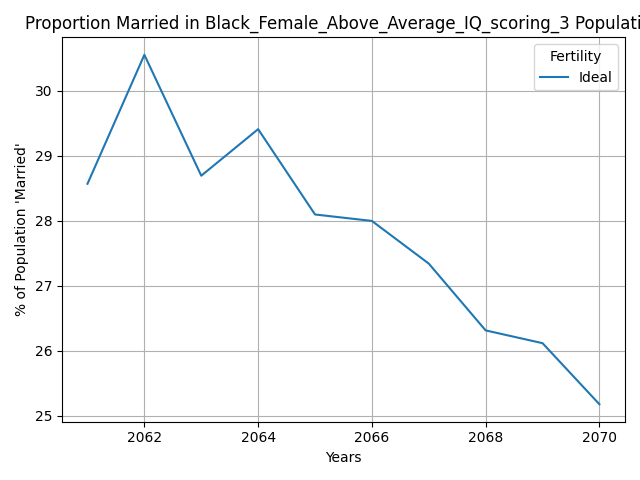 Proportion Married in Black_Female_Above_Average_IQ_scoring_3 Populati
Fertility
Ideal
% of Population 'Married'
30
29
28
27
26
25
2062 2064 2066 2068 2070
Years